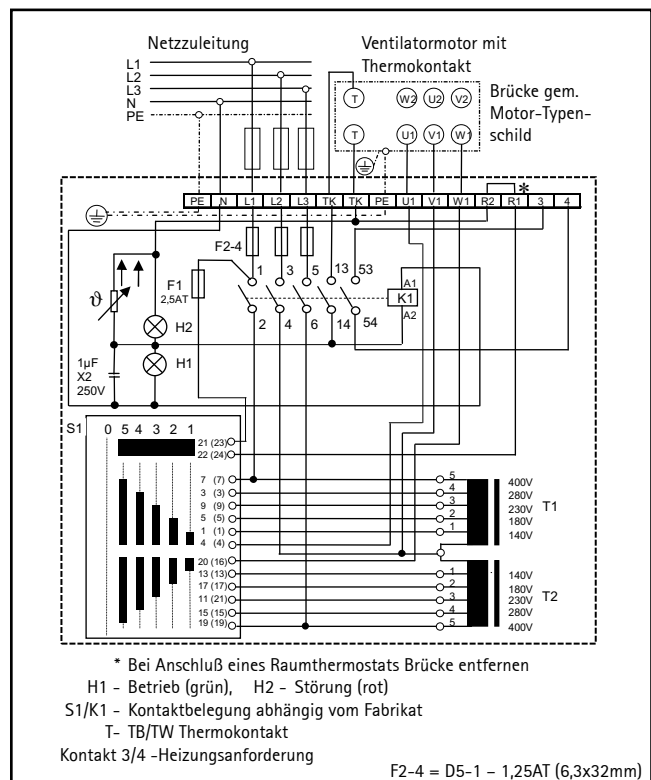 Netzzuleitung
Ventilatormotor mit
Thermokontakt
L1
L2
L3
N
PE
T
W2
U2
V2
T
U1
V1
W1
Brücke gem.
Motor-Typen-
schild
PE N L1 L2 L3 TK TK PE U1 V1 W1 R2 R1 3 4
*
F2-4
F1
2,5AT
1 3 5 13 53
2 4 6 14 54
A1
K1
A2
ϑ
H2
H1
1µF
X2
250V
S1 0 5 4 3 2 1
21 (23)
22 (24)
7 (7)
3 (3)
9 (9)
5 (5)
1 (1)
4 (4)
20 (16)
13 (13)
17 (17)
11 (21)
15 (15)
19 (19)
5 400V
4 280V
3 230V
2 180V
1 140V
T1
1 140V
2 180V
3 230V
4 280V
5 400V
T2
* Bei Anschluß eines Raumthermostats Brücke entfernen
H1 - Betrieb (grün), H2 - Störung (rot)
S1/K1 - Kontaktbelegung abhängig vom Fabrikat
T- TB/TW Thermokontakt
Kontakt 3/4 -Heizungsanforderung
F2-4 = D5-1 – 1,25AT (6,3x32mm)